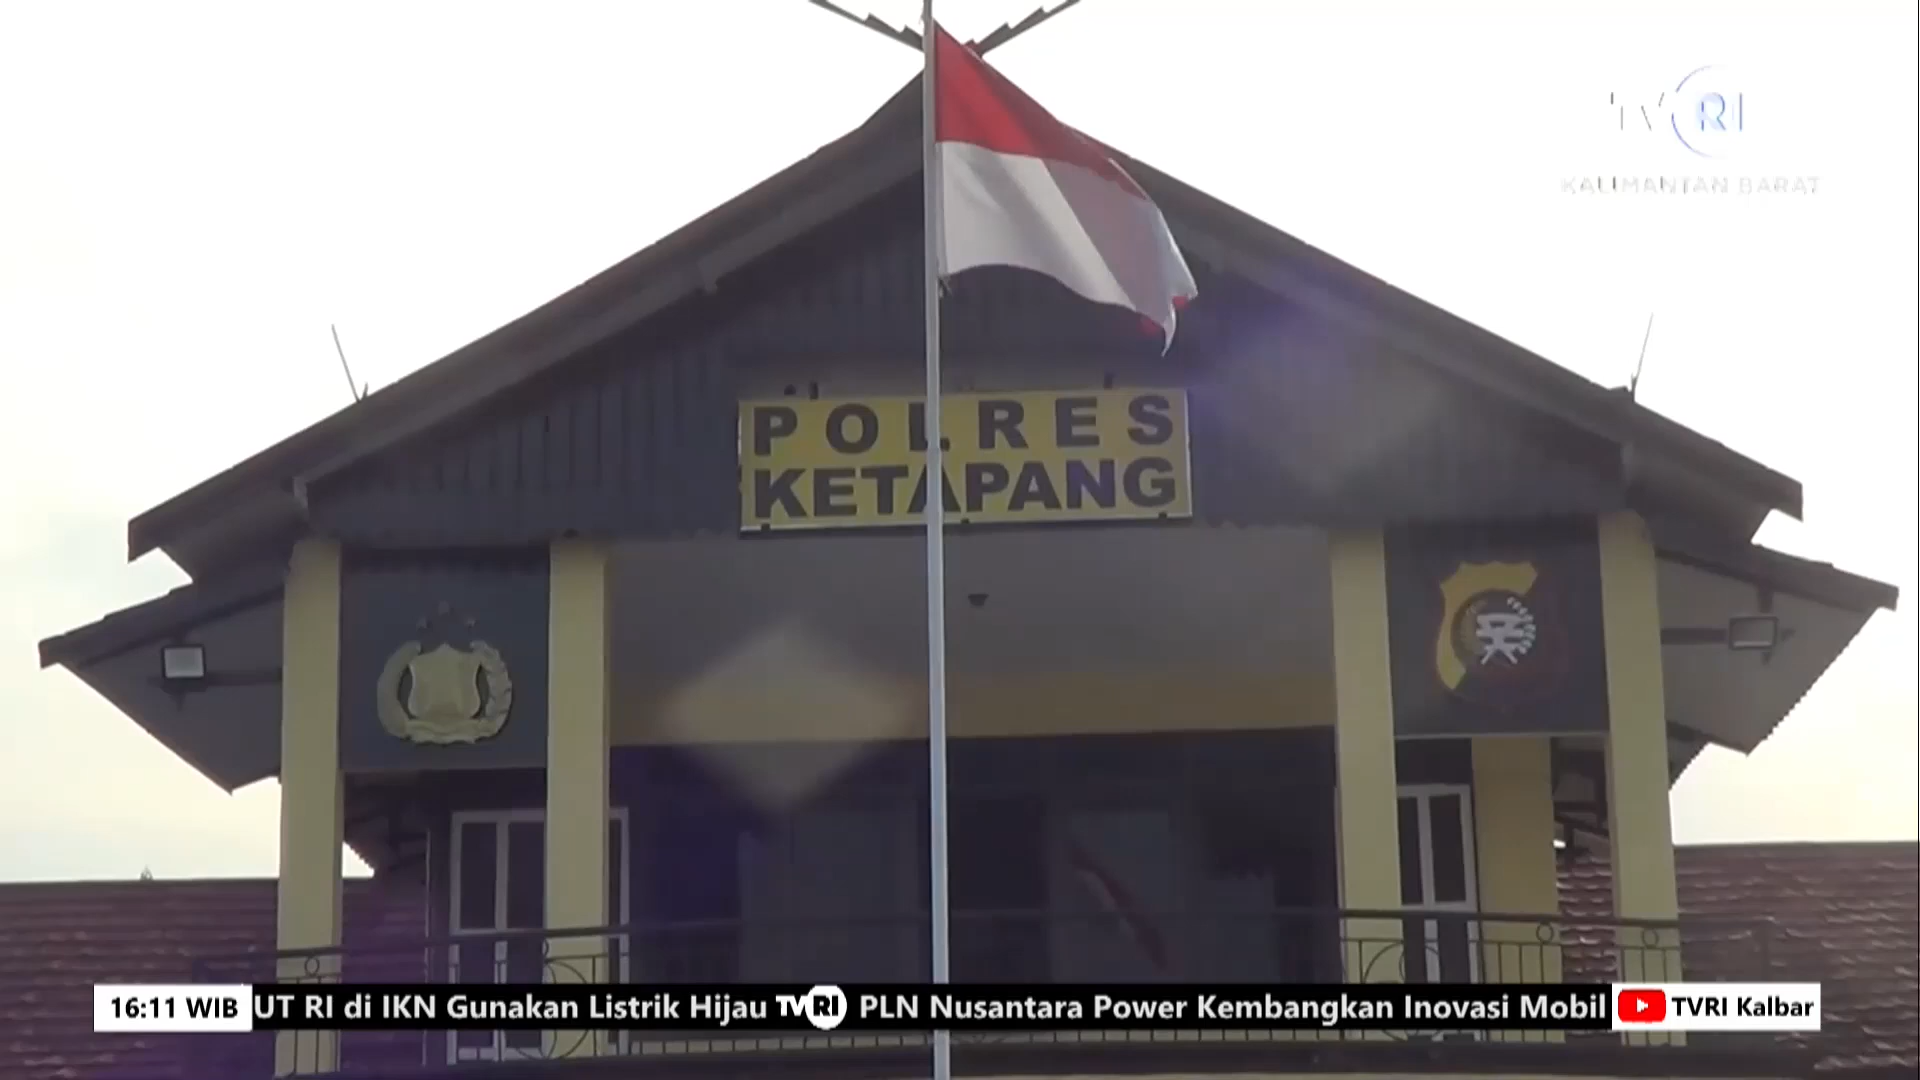 TVRI
KALIMANTAN BARAT
POLRES
KETAPANG
16:11 WIB UT RI di IKN Gunakan Listrik Hijau TVRI PLN Nusantara Power Kembangkan Inovasi Mobil TVRI Kalbar